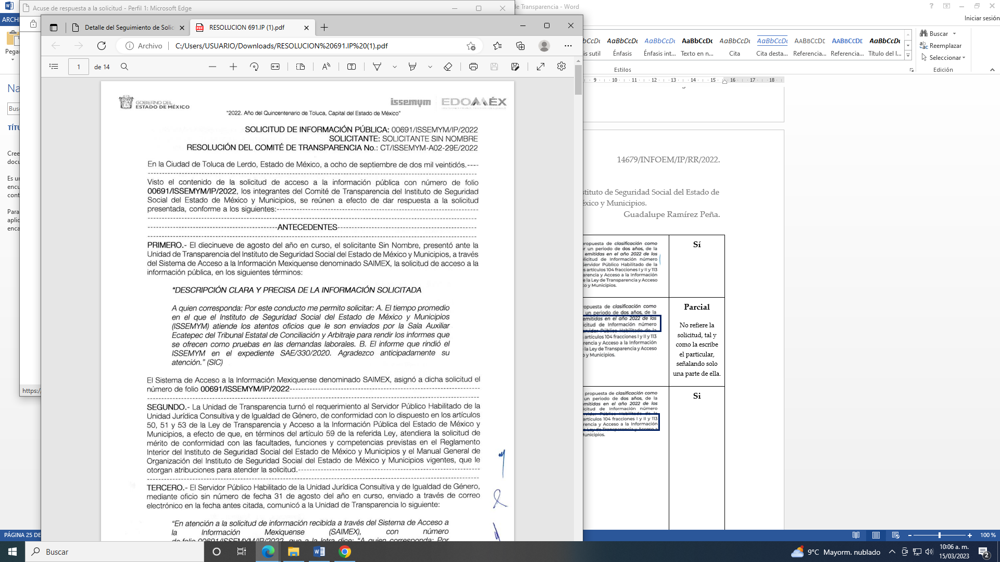 Acuse de respuesta a la solicitud - Perfil 1: Microsoft Edge
de Transparencia - Word
Iniciar sesión
Detalle del Seguimiento de Solic
RESOLUCION 691.IP (1).pdf
Archivo
C:/Users/USUARIO/Downloads/RESOLUCION%20691.IP%20(1).pdf
1 de 14
Pegar
GOBIERNO DEL
ESTADO DE MÉXICO
issemym
EDOMÉX
"2022. Año del Quincentenario de Toluca, Capital del Estado de México"
SOLICITUD DE INFORMACIÓN PÚBLICA: 00691/ISSEMYM/IP/2022
SOLICITANTE: SOLICITANTE SIN NOMBRE
RESOLUCIÓN DEL COMITÉ DE TRANSPARENCIA No.: CT/ISSEMYM-A02-29E/2022
En la Ciudad de Toluca de Lerdo, Estado de México, a ocho de septiembre de dos mil veintidós.----
Visto el contenido de la solicitud de acceso a la información pública con número de folio
00691/ISSEMYM/IP/2022, los integrantes del Comité de Transparencia del Instituto de Seguridad
Social del Estado de México y Municipios, se reúnen a efecto de dar respuesta a la solicitud
presentada, conforme a los siguientes:
ANTECEDENTES
PRIMERO.- El diecinueve de agosto del año en curso, el solicitante Sin Nombre, presentó ante la
Unidad de Transparencia del Instituto de Seguridad Social del Estado de México y Municipios, a través
del Sistema de Acceso a la Información Mexiquense denominado SAIMEX, la solicitud de acceso a la
información pública, en los siguientes términos:
"DESCRIPCIÓN CLARA Y PRECISA DE LA INFORMACIÓN SOLICITADA
A quien corresponda: Por este conducto me permito solicitar: A. El tiempo promedio
en el que el Instituto de Seguridad Social del Estado de México y Municipios
(ISSEMYM) atiende los atentos oficios que le son enviados por la Sala Auxiliar
Ecatepec del Tribunal Estatal de Conciliación y Arbitraje para rendir los informes que
se ofrecen como pruebas en las demandas laborales. B. El informe que rindió el
ISSEMYM en el expediente SAE/330/2020. Agradezco anticipadamente su
atención." (SIC)
El Sistema de Acceso a la Información Mexiquense denominado SAIMEX, asignó a dicha solicitud el
número de folio 00691/ISSEMYM/IP/2022
SEGUNDO.- La Unidad de Transparencia turnó el requerimiento al Servidor Público Habilitado de la
Unidad Jurídica Consultiva y de Igualdad de Género, de conformidad con lo dispuesto en los artículos
50, 51 y 53 de la Ley de Transparencia y Acceso a la Información Pública del Estado de México y
Municipios, a efecto de que, en términos del artículo 59 de la referida Ley, atendiera la solicitud de
mérito de conformidad con las facultades, funciones y competencias previstas en el Reglamento
Interior del Instituto de Seguridad Social del Estado de México y Municipios y el Manual General de
Organización del Instituto de Seguridad Social del Estado de México y Municipios vigentes, que le
otorgan atribuciones para atender la solicitud.
TERCERO.- El Servidor Público Habilitado de la Unidad Jurídica Consultiva y de Igualdad de Género,
mediante oficio sin número de fecha 31 de agosto del año en curso, enviado a través de correo
electrónico en la fecha antes citada, comunicó a la Unidad de Transparencia lo siguiente:
"En atención a la solicitud de información recibida a través del Sistema de Acceso a
la Información Mexiquense (SAIMEX), con número
de folio 00691/ISSEMYM/IP/2022, que a la letra dice: "A quien corresponda: Por
https:/
PÁGINA 25 DE
AaBbCcDc AaBbCcDc AaBbCcDc AaBbCcDc AaBbCcDc AABBCCDE AABBCCDE AaBbCcDc
is sutil Énfasis Énfasis int... Texto en n... Cita Cita desta... Referencia... Referencia... Título del l...
Estilos
Buscar
Reemplazar
Seleccionar
Edición
9 10 11 12 13 14 15 16 17 18
14679/INFOEM/IP/RR/2022.
stituto de Seguridad Social del Estado de
éxico y Municipios.
Guadalupe Ramírez Peña.
propuesta de clasificación como
r un periodo de dos años, de la
emitidas en el año 2022 de los
licitud de Información número
Servidor Público Habilitado de la
s artículos 104 fracciones I y II y 113
arencia y Acceso a la Información
e la Ley de Transparencia y Acceso
o y Municipios.
Sí
opuesta de clasificación como
un periodo de dos años, de la
emitidas en el año 2022 de los
icitud de Información número
ervidor Público Habilitado de la
artículos 104 fracciones I y II y 113
rencia y Acceso a la Información
la Ley de Transparencia y Acceso
o y Municipios.
Parcial
No refiere la
solicitud, tal y
como la escribe
el particular,
señalando solo
una parte de ella.
propuesta de clasificación como
un periodo de dos años, de la
emitidas en el año 2022 de los
icitud de Información número
rvidor Público Habilitado de la
artículos 104 fracciones I y II y 113
rencia y Acceso a la Información
e Ley de Transparencia y Acceso a
unicipios.
Si
100 %
Buscar
9°C Mayorm. nublado
10:06 a. m.
15/03/2023
2